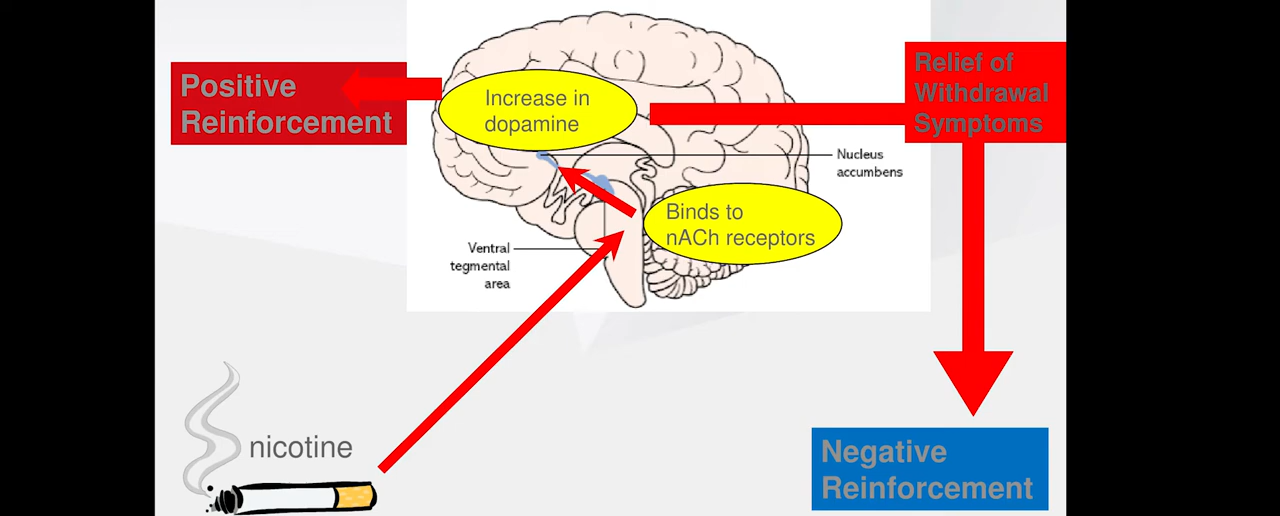 Positive
Reinforcement
Increase in
dopamine
Relief of
Withdrawal
Symptoms
Nucleus
accumbens
Binds to
nACh receptors
Ventral
tegmental
area
nicotine
Negative
Reinforcement